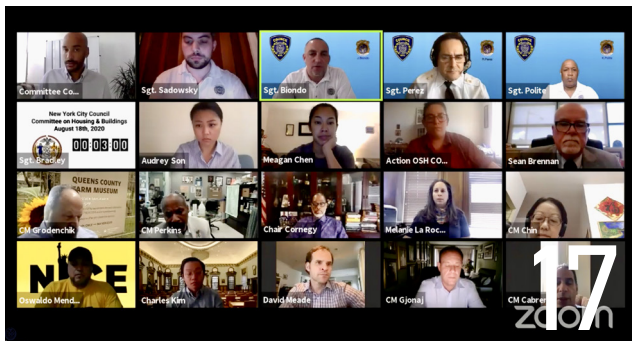 Committee Co...
Sgt. Sadowsky
Sgt. Biondo
Sgt. Perez
Sgt. Polite
New York City Council
Committee on Housing & Buildings
August 18th, 2020
00:03:00
Sgt. Bradley
Audrey Son
Meagan Chen
Action OSH CO...
Sean Brennan
QUEENS COUNTY
FARM MUSEUM
CM Grodenchik
CM Perkins
Chair Cornegy
Melanie La Roc...
CM Chin
Oswaldo Mend...
Charles Kim
David Meade
CM Gjonaj
CM Cabrer
17
zoom